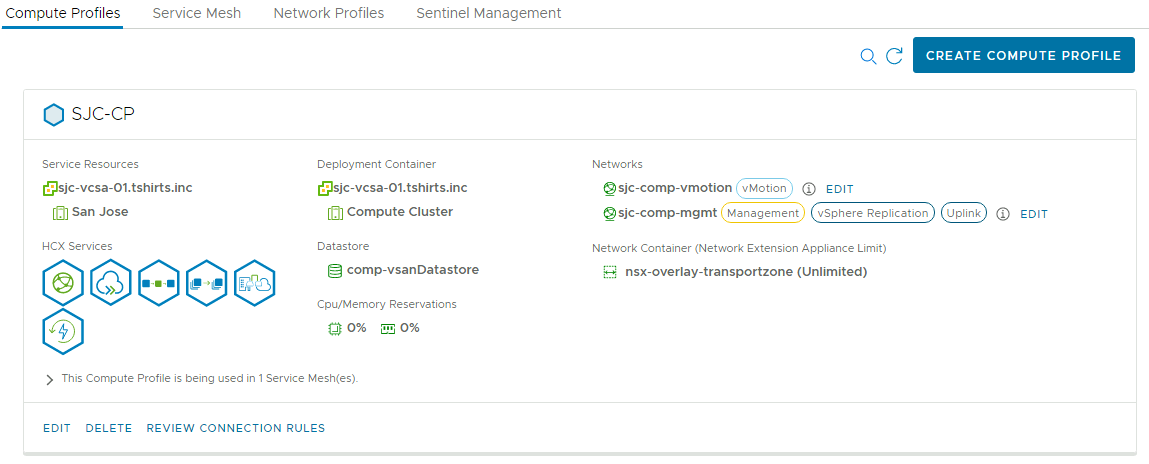 Compute Profiles Service Mesh Network Profiles Sentinel Management
CREATE COMPUTE PROFILE
SJC-CP
Service Resources
sjc-vcsa-01.tshirts.inc
San Jose
HCX Services
Deployment Container
sjc-vcsa-01.tshirts.inc
Compute Cluster
Datastore
comp-vsanDatastore
Cpu/Memory Reservations
0% 0%
Networks
sjc-comp-vmotion vMotion EDIT
sjc-comp-mgmt Management vSphere Replication Uplink EDIT
Network Container (Network Extension Appliance Limit)
nsx-overlay-transportzone (Unlimited)
This Compute Profile is being used in 1 Service Mesh(es).
EDIT DELETE REVIEW CONNECTION RULES